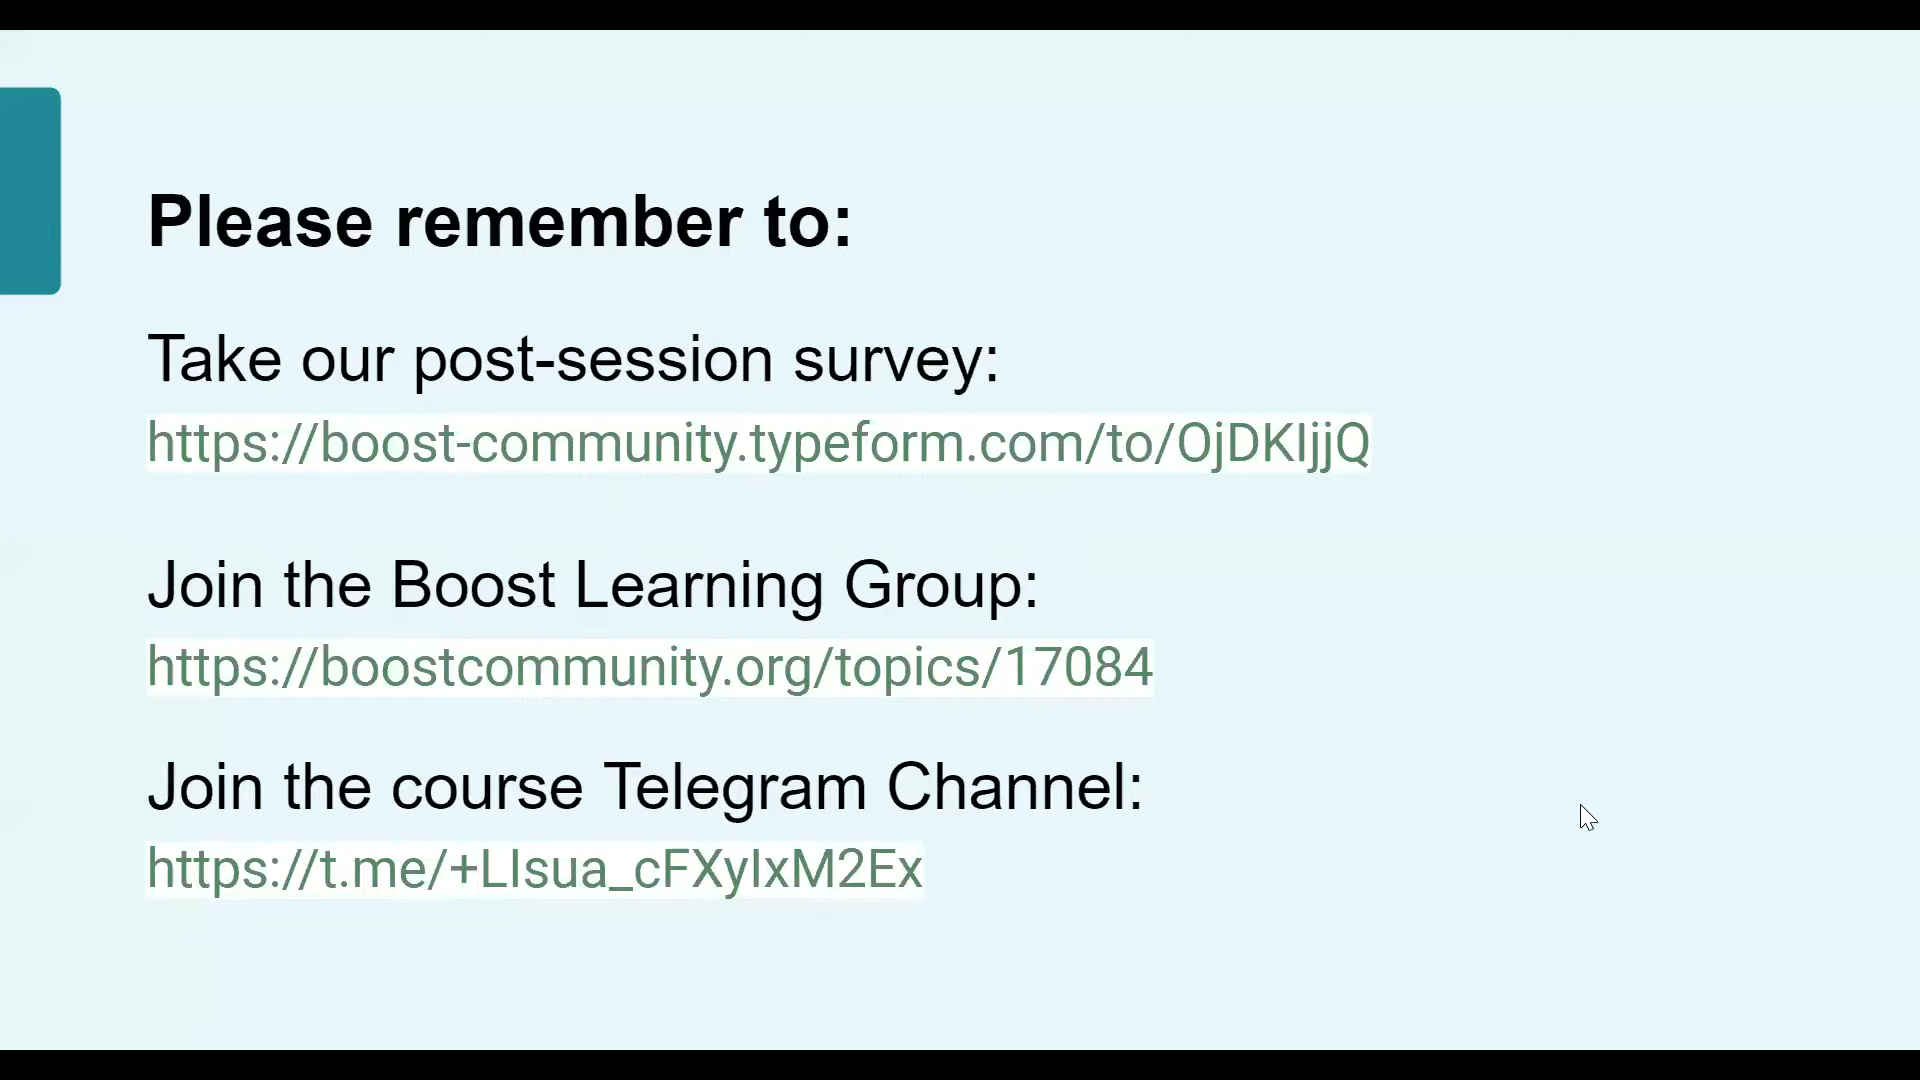 Please remember to:
Take our post-session survey:
https://boost-community.typeform.com/to/OjDKIjjQ
Join the Boost Learning Group:
https://boostcommunity.org/topics/17084
Join the course Telegram Channel:
https://t.me/+LIsua_cFXyIxM2Ex